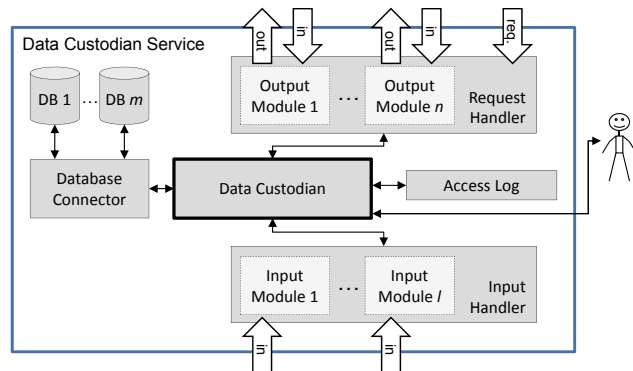 out
in
out
in
req.
Data Custodian Service
DB 1 ... DB m
Output
Module 1
...
Output
Module n
Request
Handler
Database
Connector
Data Custodian
Access Log
Input
Module 1
...
Input
Module l
Input
Handler
in
in